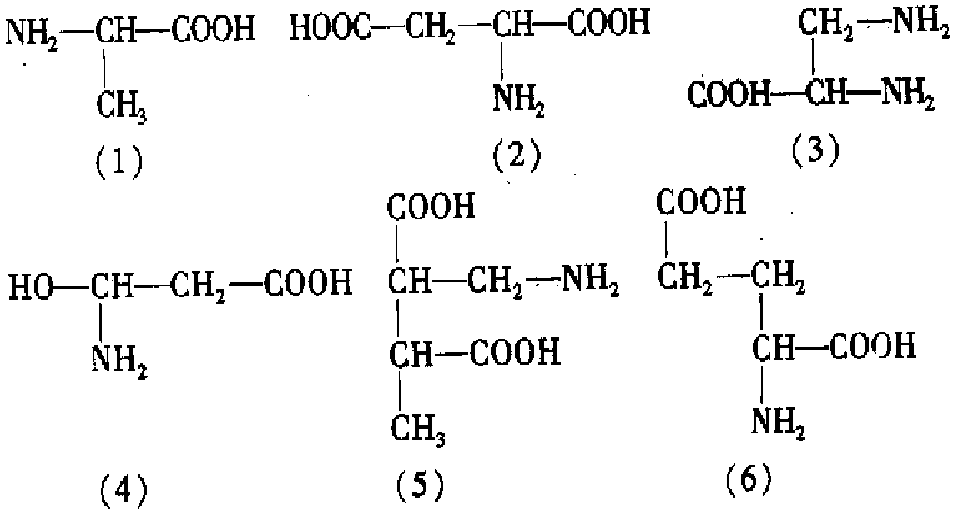 NH₂—CH—COOH
CH₃
(1)
HOOC—CH₂—CH—COOH
NH₂
(2)
CH₂—NH₂
COOH—CH—NH₂
(3)
HO—CH—CH₂—COOH
NH₂
(4)
COOH
CH—CH₂—NH₂
CH—COOH
CH₃
(5)
COOH
CH₂—CH₂
CH—COOH
NH₂
(6)